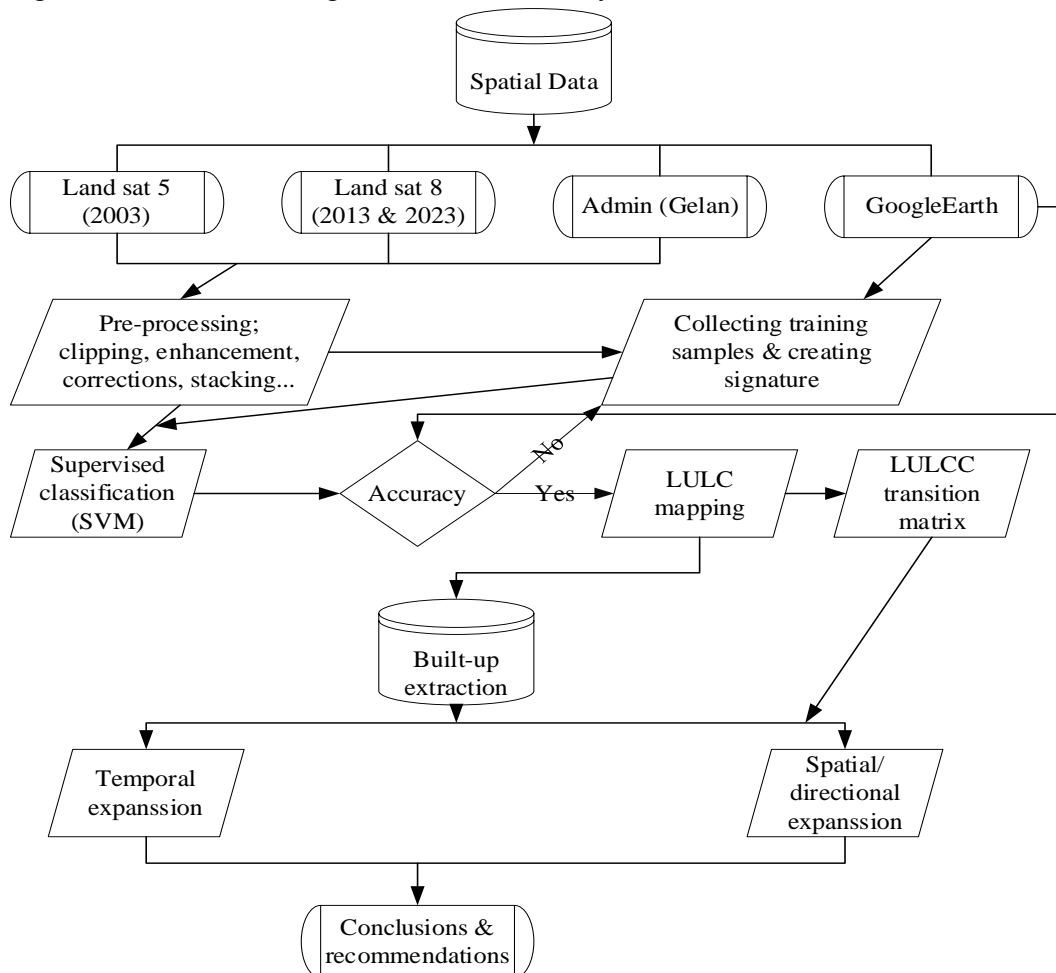 Spatial Data
Land sat 5
(2003)
Land sat 8
(2013 & 2023)
Admin (Gelan)
GoogleEarth
Pre-processing;
clipping, enhancement,
corrections, stacking...
Collecting training
samples & creating
signature
Supervised
classification
(SVM)
Accuracy
No
Yes
LULC
mapping
LULCC
transition
matrix
Built-up
extraction
Temporal
expanssion
Spatial/
directional
expanssion
Conclusions &
recommendations